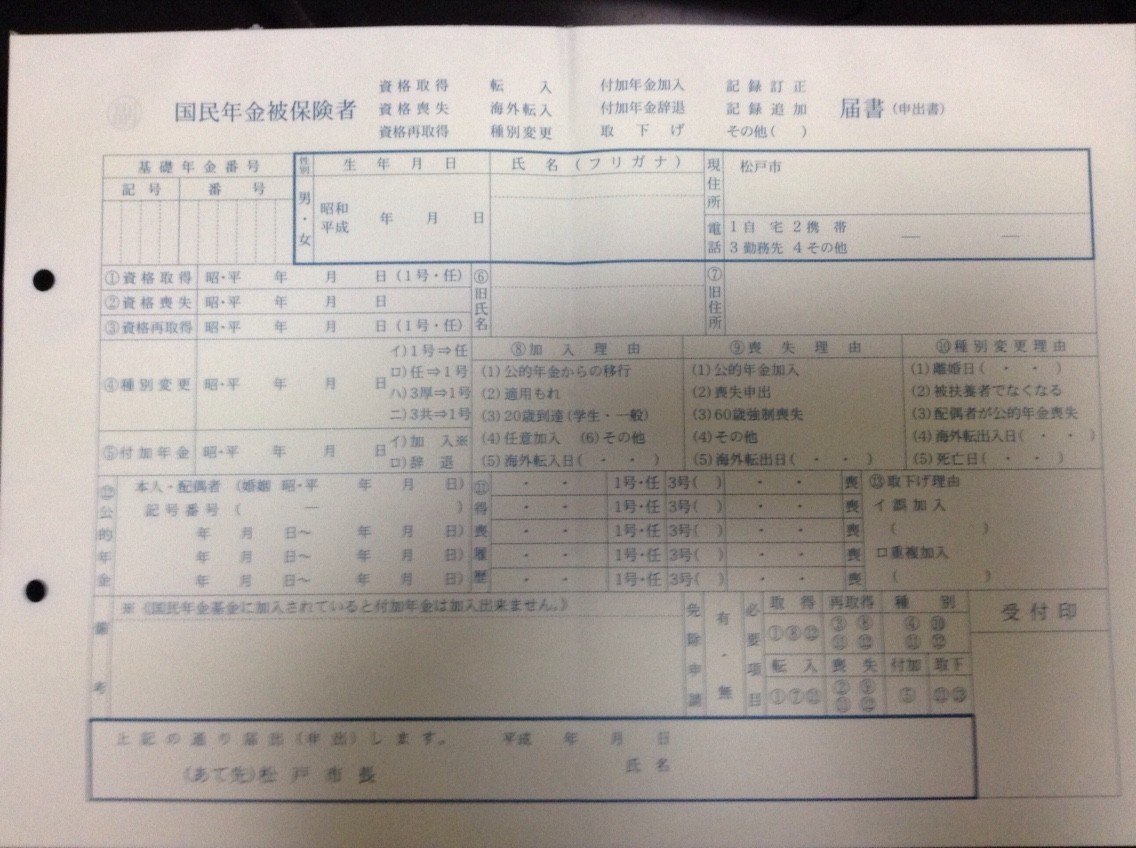 副
国民年金被保険者
資格取得 転入 付加年金加入 記録訂正
資格喪失 海外転入 付加年金辞退 記録追加
資格再取得 種別変更 取下げ その他( )
届書(申出書)
基礎年金番号
記号 番号
性別
男・女
生年月日
昭和
平成 年 月 日
氏名(フリガナ)
現住所
松戸市
電話
1 自宅 2 携帯
3 勤務先 4 その他 — —
①資格取得 昭・平 年 月 日 (1号・任)
②資格喪失 昭・平 年 月 日
③資格再取得 昭・平 年 月 日 (1号・任)
⑥旧氏名
⑦旧住所
④種別変更 昭・平 年 月 日
イ)1号⇒任
ロ)任⇒1号
ハ)3厚⇒1号
ニ)3共⇒1号
⑤付加年金 昭・平 年 月 日
イ)加入※
ロ)辞退
⑧加入理由
(1)公的年金からの移行
(2)適用もれ
(3)20歳到達(学生・一般)
(4)任意加入 (6)その他
(5)海外転入日( ・ ・ )
⑨喪失理由
(1)公的年金加入
(2)喪失申出
(3)60歳強制喪失
(4)その他
(5)海外転出日( ・ ・ )
⑩種別変更理由
(1)離婚日( ・ ・ )
(2)被扶養者でなくなる
(3)配偶者が公的年金喪失
(4)海外転出入日( ・ ・ )
(5)死亡日( ・ ・ )
⑫公的年金
本人・配偶者 (婚姻 昭・平 年 月 日)
記号番号 ( — )
年 月 日〜 年 月 日)
年 月 日〜 年 月 日)
年 月 日〜 年 月 日)
⑪得喪履歴
・ ・ 1号・任 3号( ) ・ ・ 喪
・ ・ 1号・任 3号( ) ・ ・ 喪
・ ・ 1号・任 3号( ) ・ ・ 喪
・ ・ 1号・任 3号( ) ・ ・ 喪
・ ・ 1号・任 3号( ) ・ ・ 喪
⑬取下げ理由
イ 誤加入
( )
ロ重複加入
( )
備考
※《国民年金基金に加入されていると付加年金は加入出来ません。》
免除申請
有・無
必要項目
取得 再取得 種別
①⑧⑫ ③⑧ ④⑩
⑪⑫ ⑪⑫
転入 喪失 付加 取下
①⑦⑪ ②⑨ ⑤ ⑪⑬
⑪⑫
受付印
上記の通り届出(申出)します。 平成 年 月 日
(あて先)松戸市長
氏名